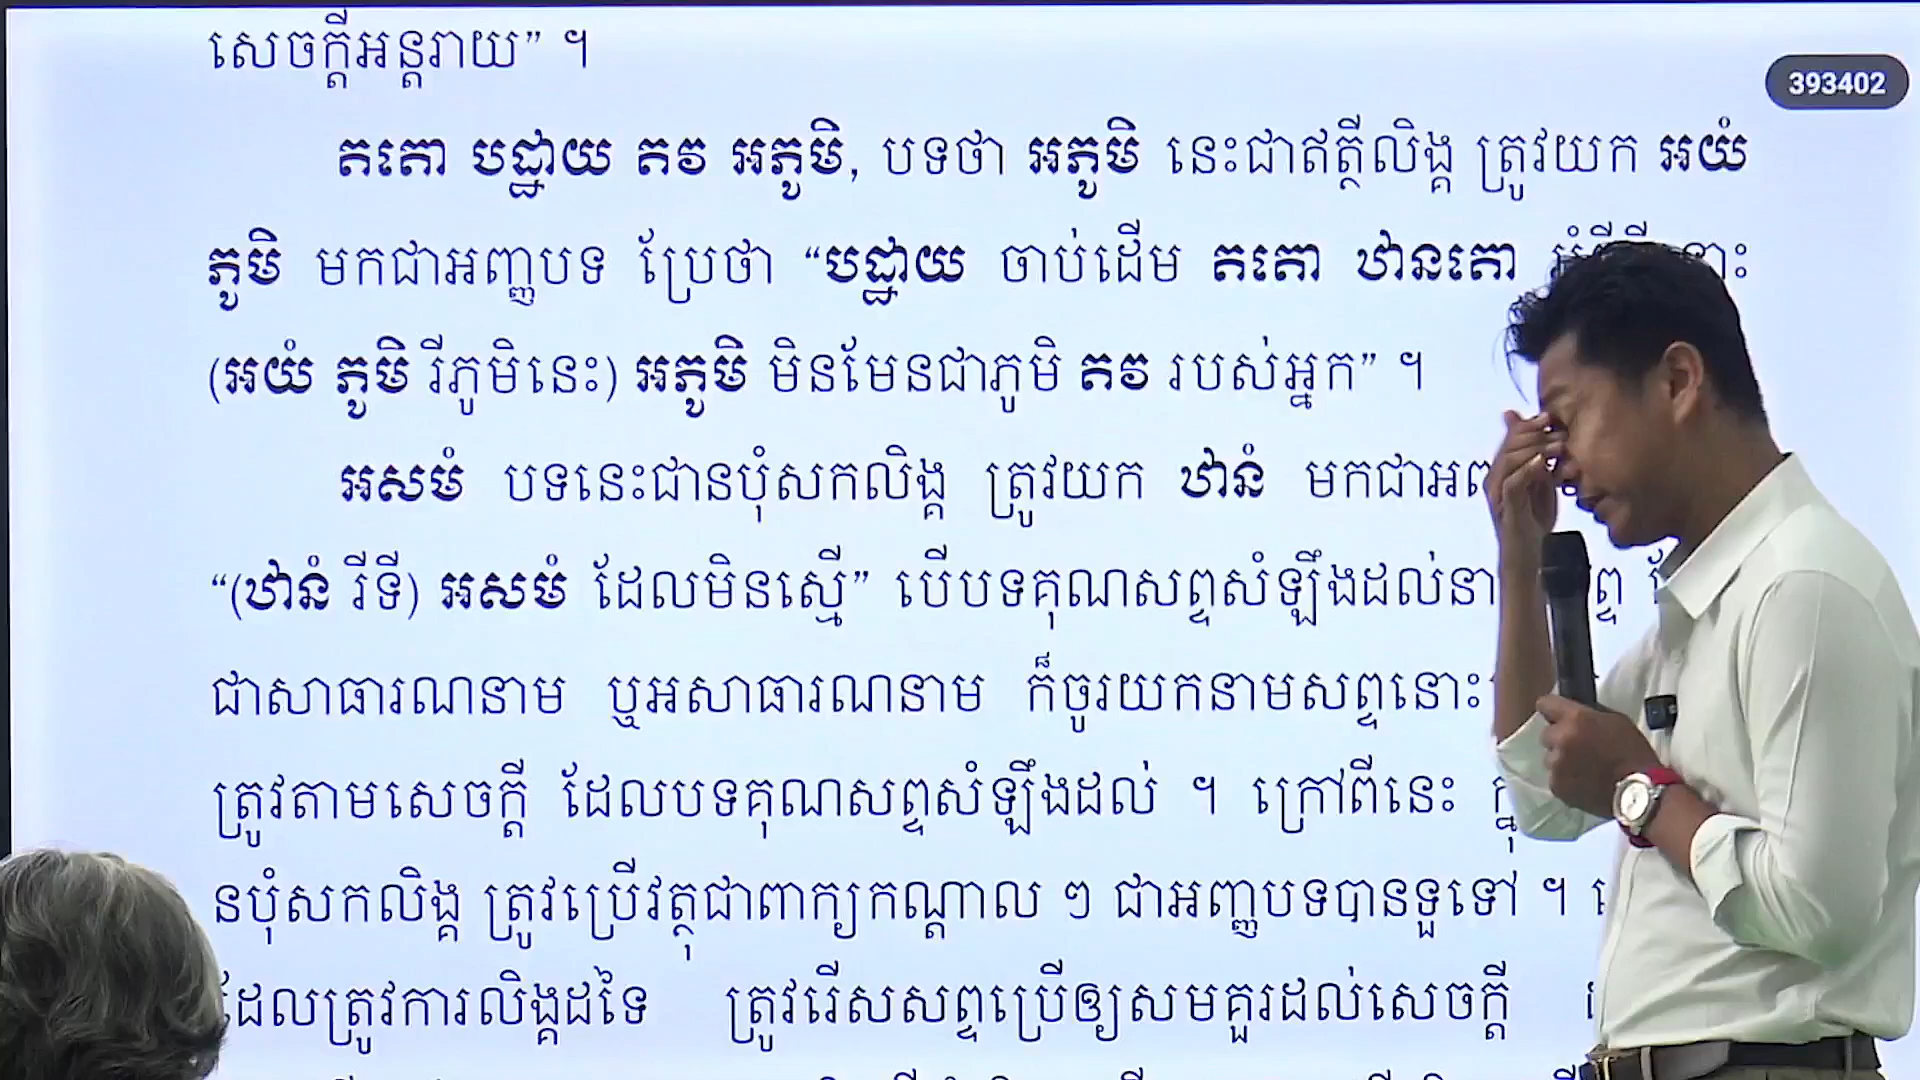 សេចក្តីអន្តរាយ” ។
393402
តតោ បដ្ឋាយ តវ អភូមិ, បទថា អភូមិ នេះជាឥត្ថីលិង្គ ត្រូវយក អយំ
ភូមិ មកជាអញ្ញបទ ប្រែថា “បដ្ឋាយ ចាប់ដើម តតោ ឋានតោ
(អយំ ភូមិ រីភូមិនេះ) អភូមិ មិនមែនជាភូមិ តវ របស់អ្នក” ។
អសមំ បទនេះជានបុំសកលិង្គ ត្រូវយក ឋានំ មកជា
“(ឋានំ រីទី) អសមំ ដែលមិនស្មើ” បើបទគុណសព្ទសំឡឹងដល់
ជាសាធារណនាម ឬអសាធារណនាម ក៏ចូរយកនាមសព្ទនោះ
ត្រូវតាមសេចក្តី ដែលបទគុណសព្ទសំឡឹងដល់ ។ ក្រៅពីនេះ
នបុំសកលិង្គ ត្រូវប្រើវត្ថុជាពាក្យកណ្តាល ៗ ជាអញ្ញបទបានទួទៅ ។
ដែលត្រូវការលិង្គដទៃ ត្រូវរើសសព្ទប្រើឲ្យសមគួរដល់សេចក្តី